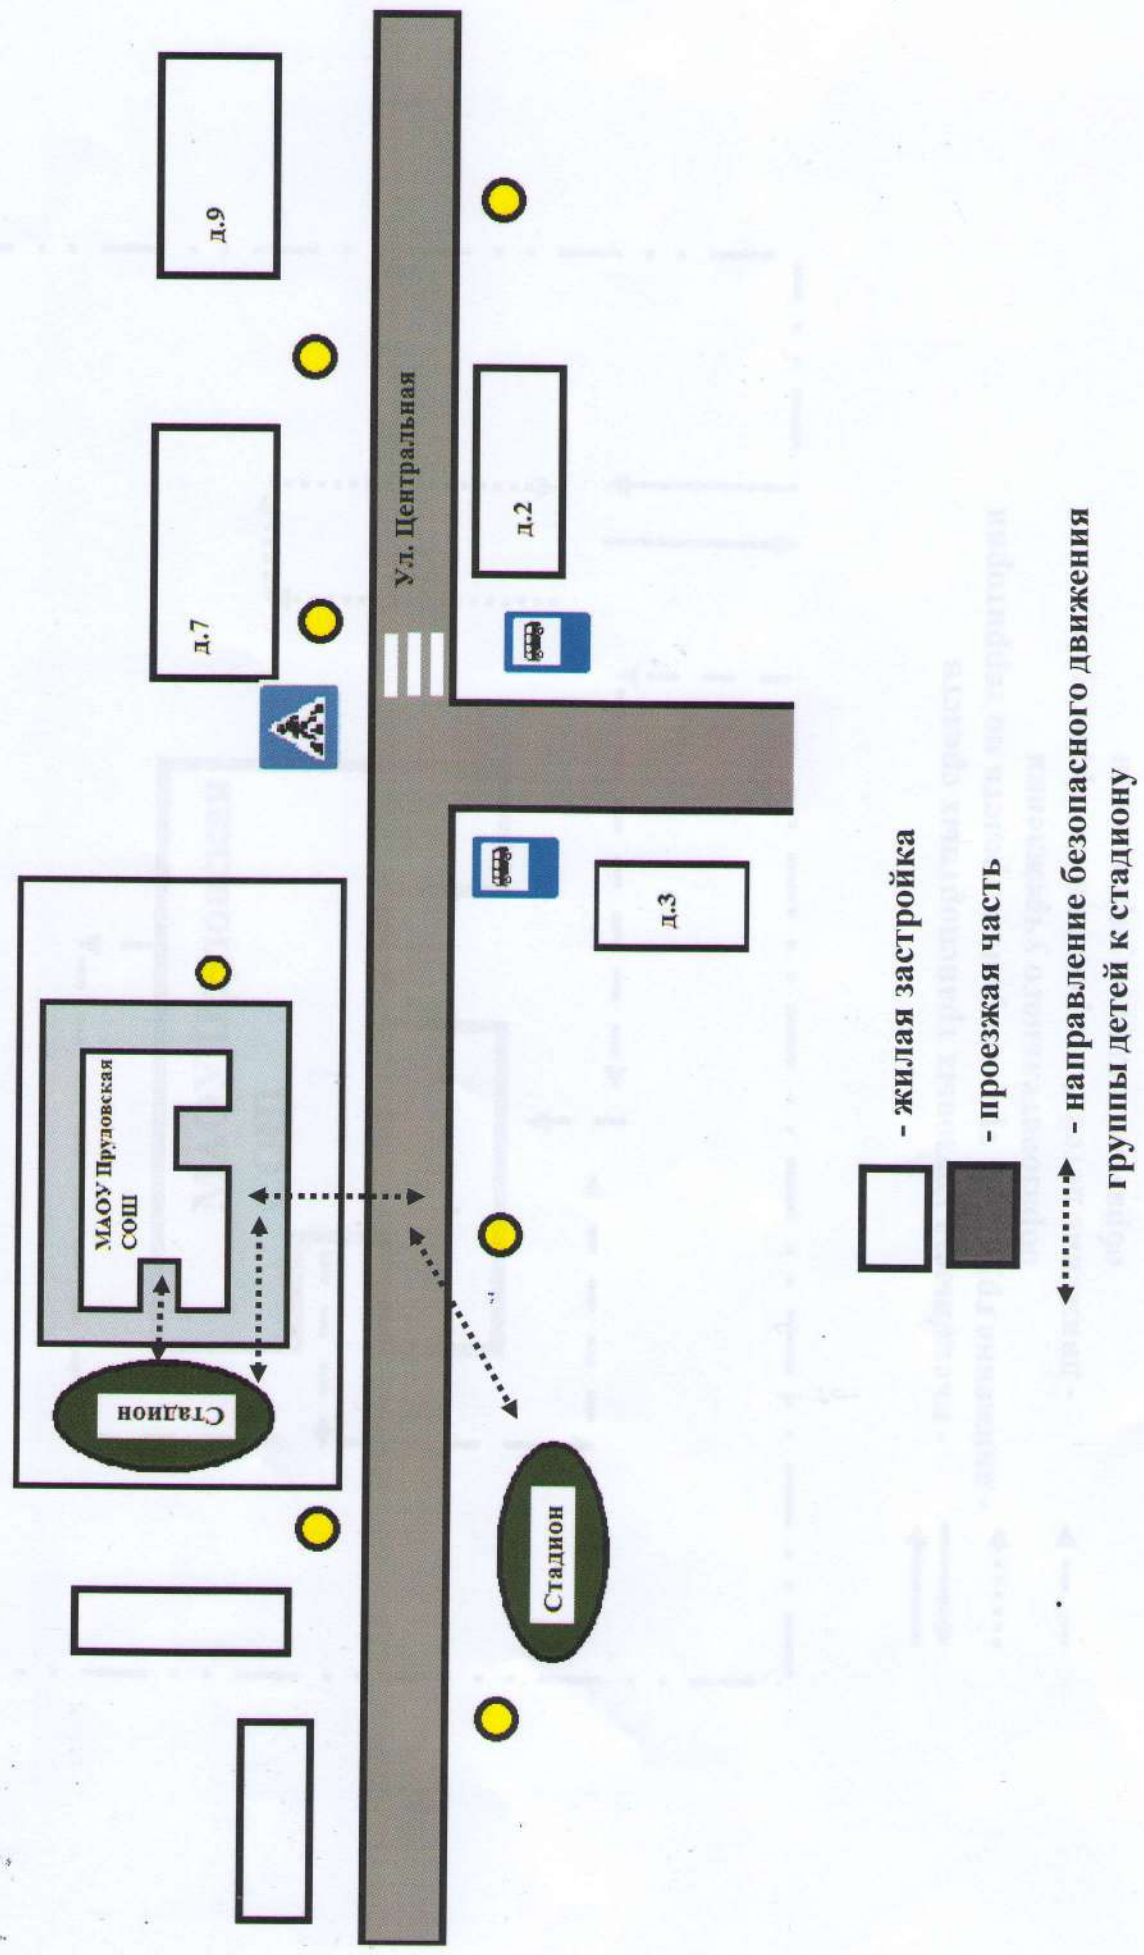 д.9
д.7
Ул. Центральная
д.2
д.3
МАОУ Прудовская
СОШ
Стадион
Стадион
- жилая застройка
- проезжая часть
- направление безопасного движения
группы детей к стадиону